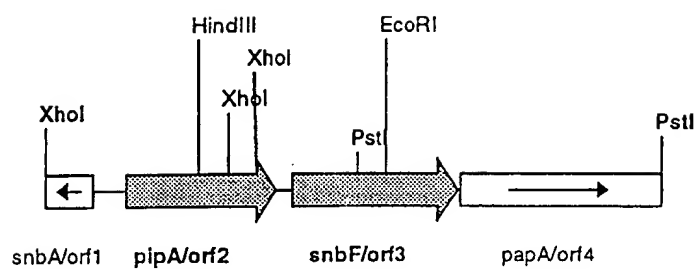 HindIII
EcoRI
XhoI
XhoI
XhoI
PstI
PstI
snbA/orf1
pipA/orf2
snbF/orf3
papA/orf4